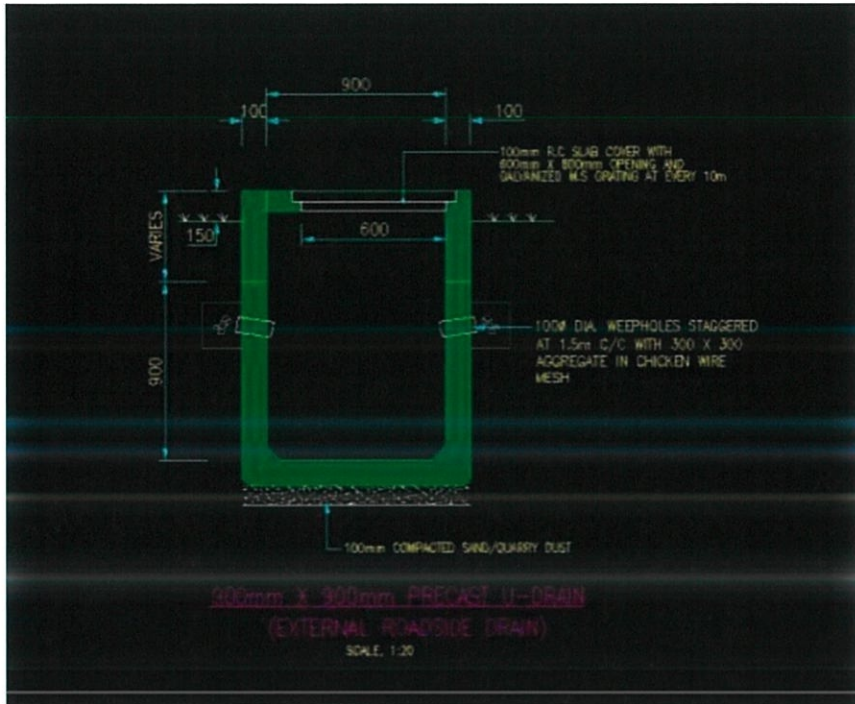 900
100
100
100mm R.C SLAB COVER WITH
600mm X 800mm OPENING AND
GALVANIZED M.S GRATING AT EVERY 10m
VARIES
150
600
100Ø DIA. WEEPHOLES STAGGERED
AT 1.5m C/C WITH 300 X 300
AGGREGATE IN CHICKEN WIRE
MESH
900
100mm COMPACTED SAND/QUARRY DUST
900mm X 900mm PRECAST U-DRAIN
(EXTERNAL ROADSIDE DRAIN)
SCALE, 1:20